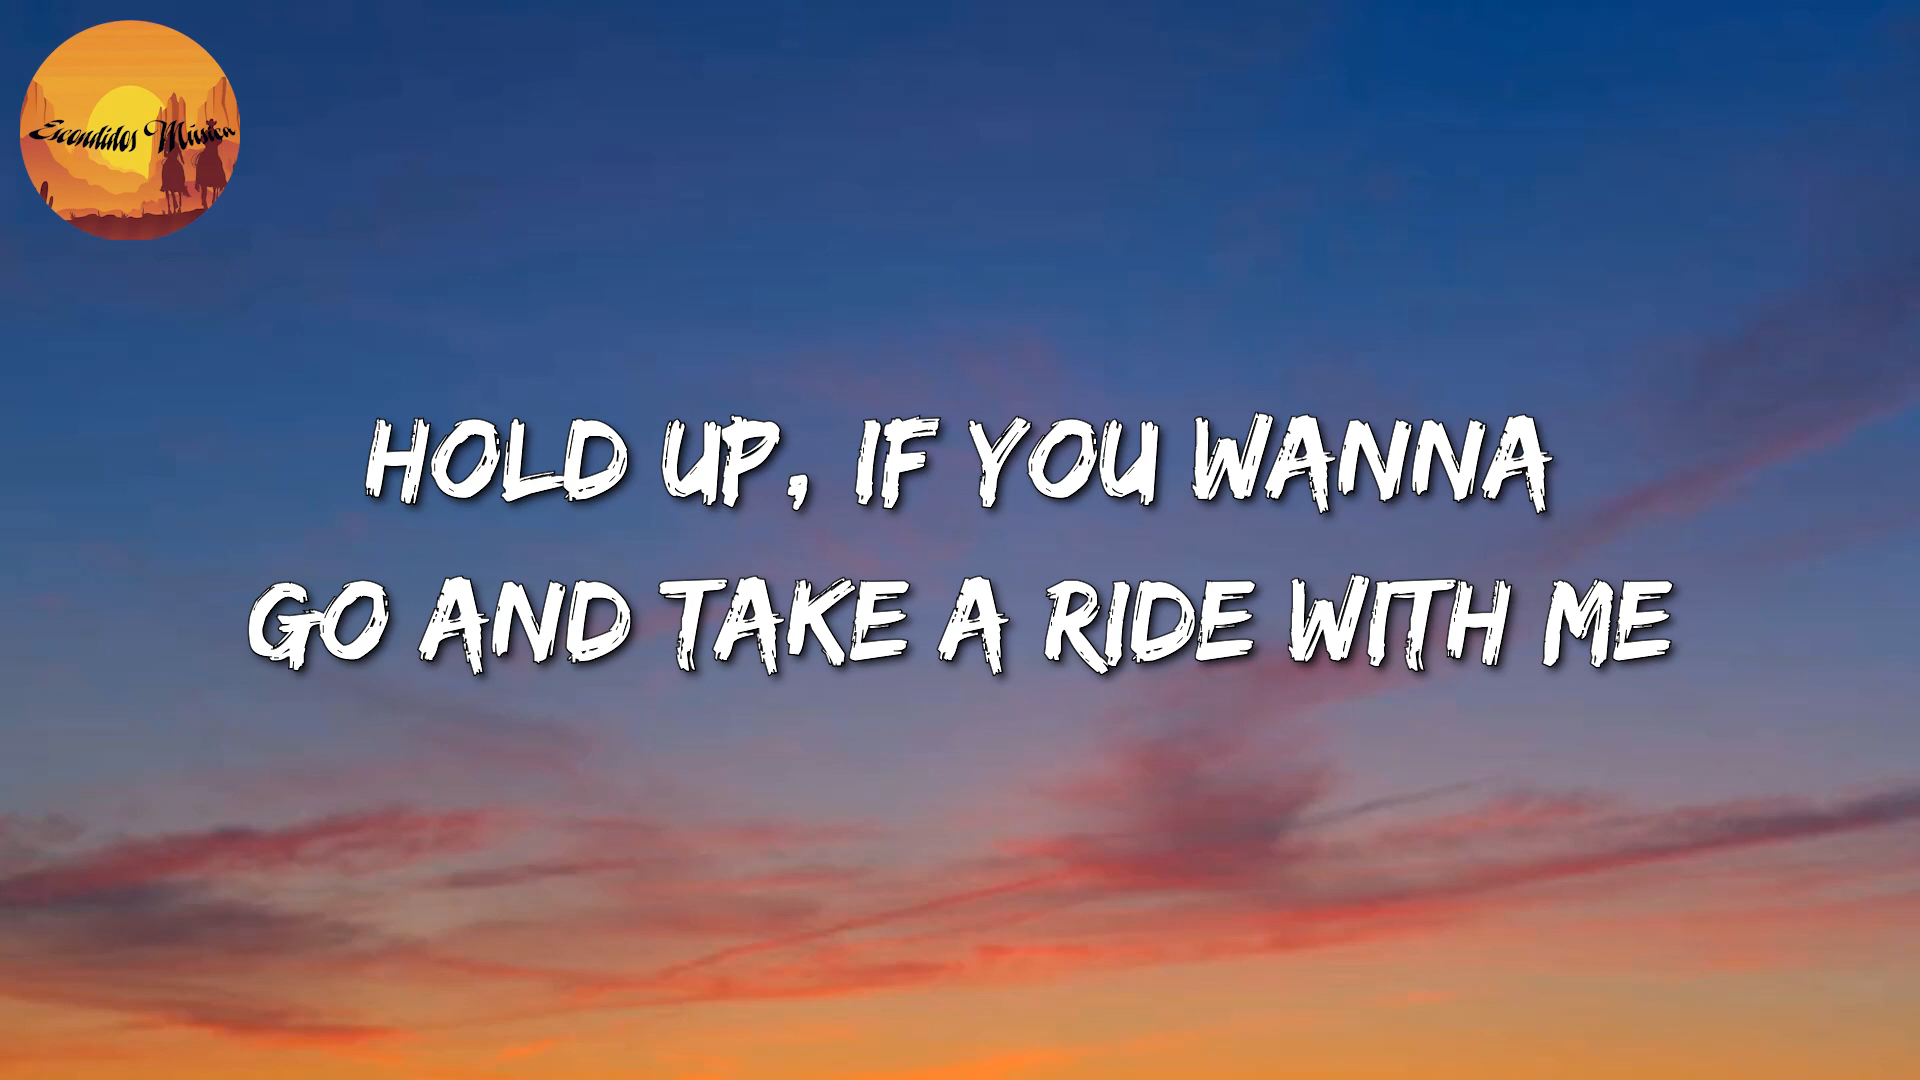 Escondidos Música
HOLD UP, IF YOU WANNA
GO AND TAKE A RIDE WITH ME